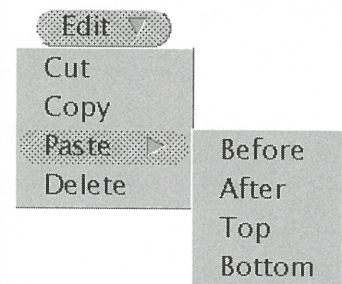 Edit
Cut
Copy
Paste
Delete
Before
After
Top
Bottom